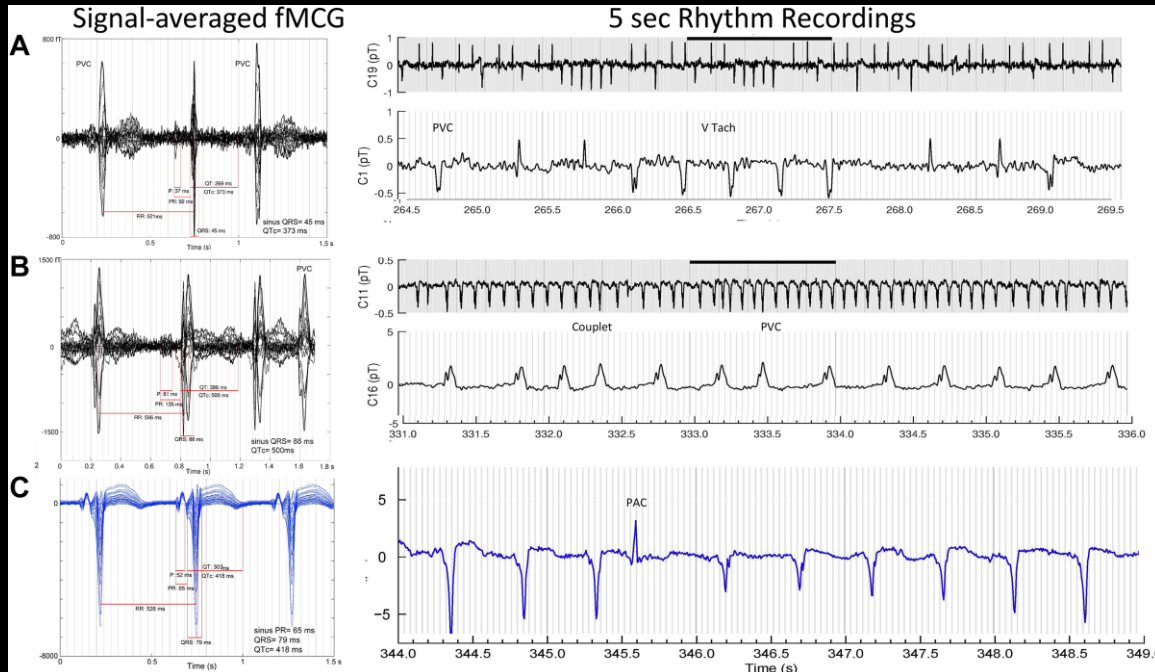 Signal-averaged fMCG
5 sec Rhythm Recordings
A
800 fT
PVC
PVC
0
-800
P: 37 ms
PR: 92 ms
QT: 269 ms
QTc: 373 ms
RR: 521ms
QRS: 45 ms
sinus QRS= 45 ms
QTc= 373 ms
0 0.5 1 1.5 s
Time (s)
C19 (pT)
1
0
-1
C1 (pT)
1
0.5
0
-0.5
PVC
V Tach
264.5 265.0 265.5 266.0 266.5 267.0 267.5 268.0 268.5 269.0 269.5
B
1500 fT
PVC
0
-1500
P: 81 ms
PR: 135 ms
QT: 386 ms
QTc: 500 ms
QRS: 88 ms
sinus QRS= 88 ms
QTc= 500ms
2
0 0.2 0.4 0.6 0.8 1 1.2 1.4 1.6 1.8 s
Time (s)
C11 (pT)
0.5
0
-0.5
C16 (pT)
5
0
-5
Couplet
PVC
331.0 331.5 332.0 332.5 333.0 333.5 334.0 334.5 335.0 335.5 336.0
C
0
-8000
P: 52 ms
PR: 65 ms
QT: 303ms
QTc: 418 ms
RR: 526 ms
QRS: 79 ms
sinus PR= 65 ms
QRS= 79 ms
QTc= 418 ms
0 0.5 1 1.5
Time (s)
5
0
-5
PAC
344.0 344.5 345.0 345.5 346.0 346.5 347.0 347.5 348.0 348.5 349.0
Time (s)